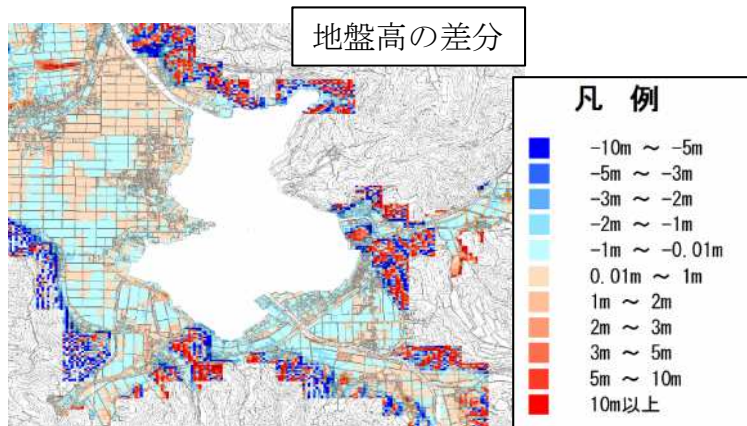 地盤高の差分
凡 例
-10m ～ -5m
-5m ～ -3m
-3m ～ -2m
-2m ～ -1m
-1m ～ -0.01m
0.01m ～ 1m
1m ～ 2m
2m ～ 3m
3m ～ 5m
5m ～ 10m
10m以上